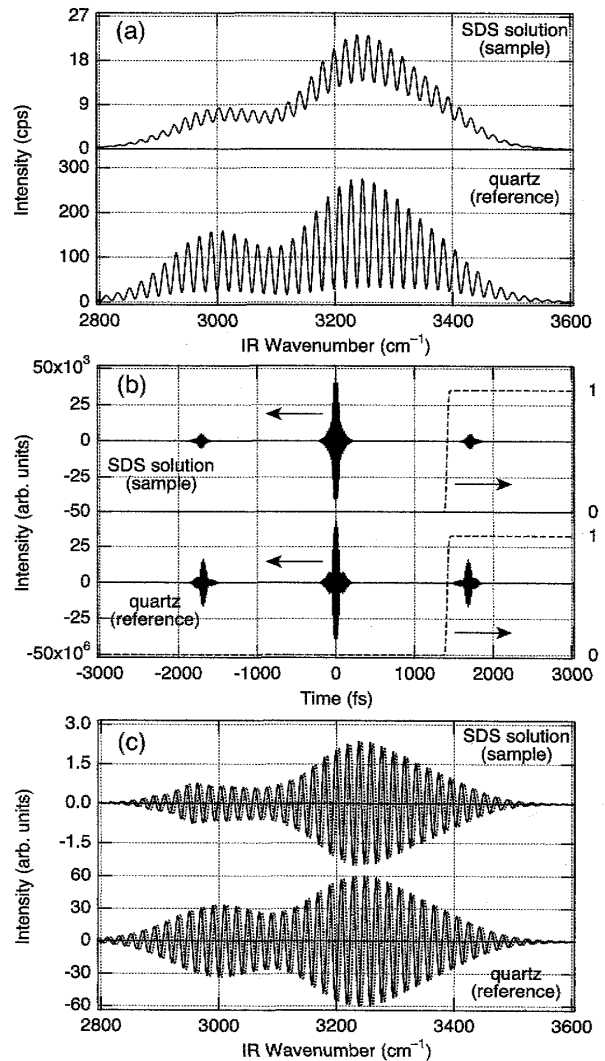 (a)
27
18
9
0
SDS solution
(sample)
300
200
100
0
quartz
(reference)
Intensity (cps)
2800 3000 3200 3400 3600
IR Wavenumber (cm⁻¹)
(b)
50x10³
25
0
-25
-50
SDS solution
(sample)
1
0
25
0
-25
-50x10⁶
quartz
(reference)
1
0
Intensity (arb. units)
-3000 -2000 -1000 0 1000 2000 3000
Time (fs)
(c)
3.0
1.5
0.0
-1.5
SDS solution
(sample)
60
30
0
-30
-60
quartz
(reference)
Intensity (arb. units)
2800 3000 3200 3400 3600
IR Wavenumber (cm⁻¹)